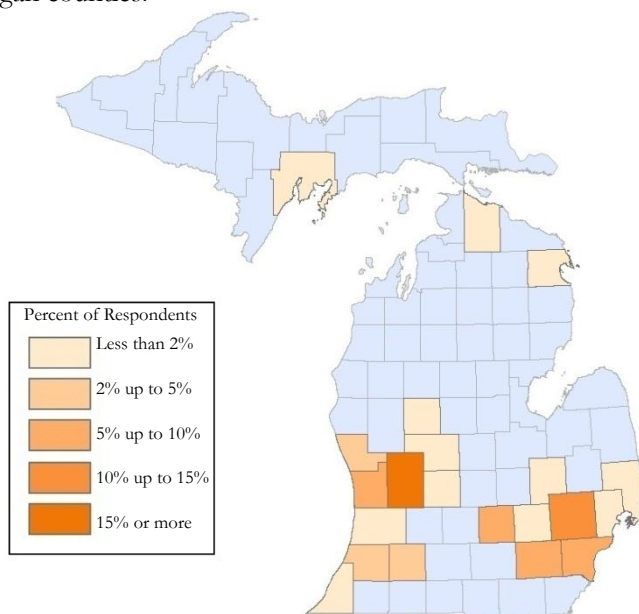 Percent of Respondents
Less than 2%
2% up to 5%
5% up to 10%
10% up to 15%
15% or more